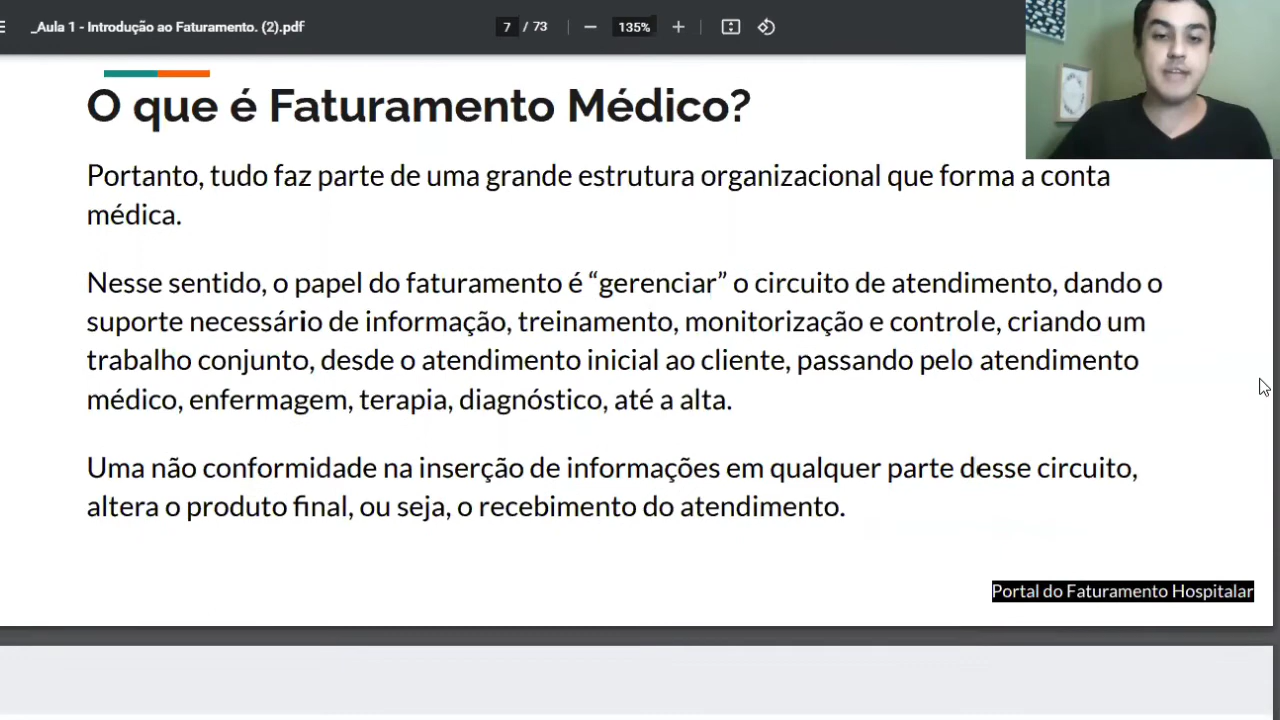 _Aula 1 - Introdução ao Faturamento. (2).pdf
7 / 73
135%
O que é Faturamento Médico?
Portanto, tudo faz parte de uma grande estrutura organizacional que forma a conta
médica.
Nesse sentido, o papel do faturamento é “gerenciar” o circuito de atendimento, dando o
suporte necessário de informação, treinamento, monitorização e controle, criando um
trabalho conjunto, desde o atendimento inicial ao cliente, passando pelo atendimento
médico, enfermagem, terapia, diagnóstico, até a alta.
Uma não conformidade na inserção de informações em qualquer parte desse circuito,
altera o produto final, ou seja, o recebimento do atendimento.
Portal do Faturamento Hospitalar